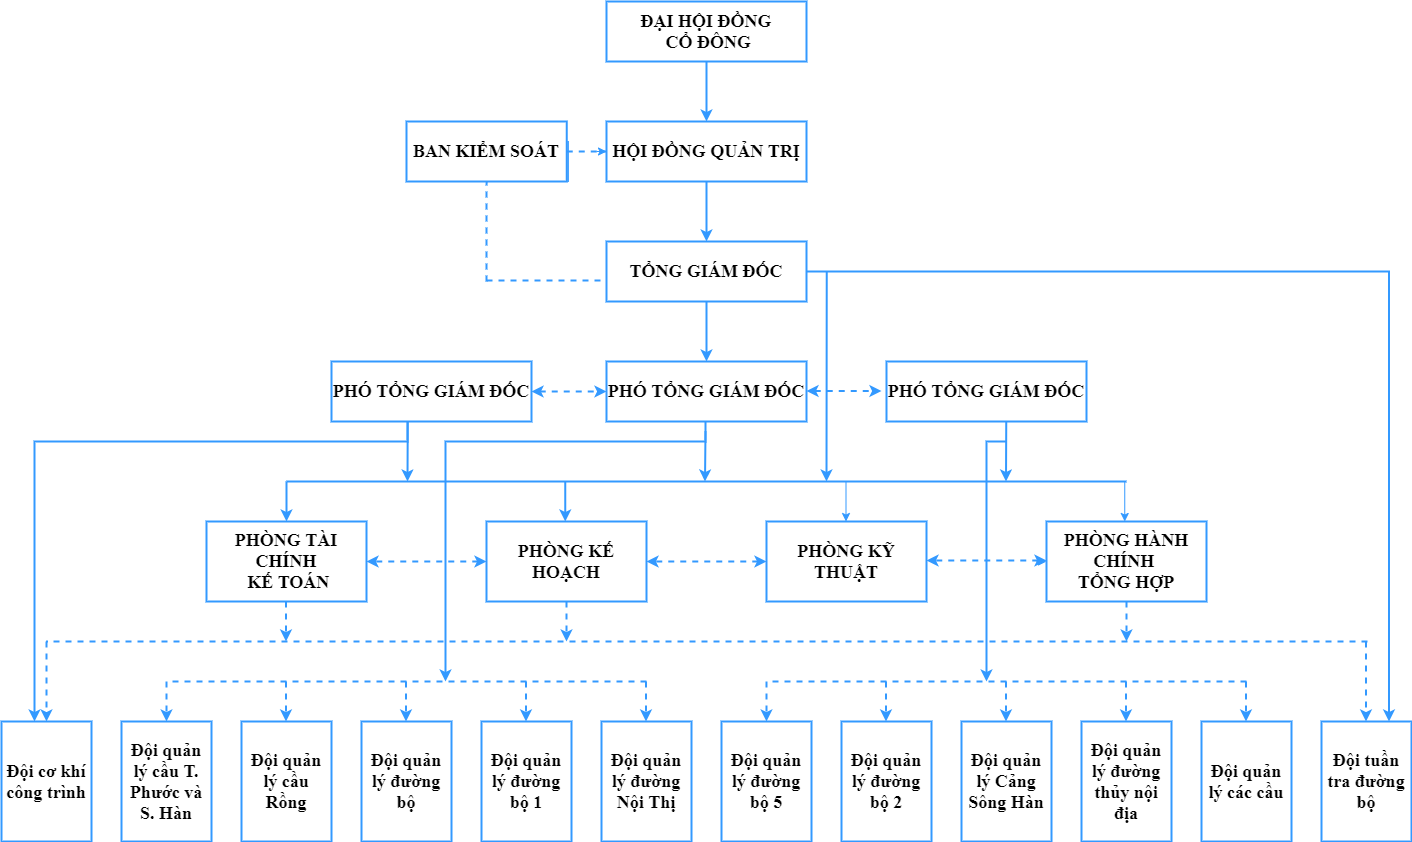 ĐẠI HỘI ĐỒNG
CỔ ĐÔNG
BAN KIỂM SOÁT
HỘI ĐỒNG QUẢN TRỊ
TỔNG GIÁM ĐỐC
PHÓ TỔNG GIÁM ĐỐC
PHÓ TỔNG GIÁM ĐỐC
PHÓ TỔNG GIÁM ĐỐC
PHÒNG TÀI
CHÍNH
KẾ TOÁN
PHÒNG KẾ
HOẠCH
PHÒNG KỸ
THUẬT
PHÒNG HÀNH
CHÍNH
TỔNG HỢP
Đội cơ khí
công trình
Đội quản
lý cầu T.
Phước và
S. Hàn
Đội quản
lý cầu
Rồng
Đội quản
lý đường
bộ
Đội quản
lý đường
bộ 1
Đội quản
lý đường
Nội Thị
Đội quản
lý đường
bộ 5
Đội quản
lý đường
bộ 2
Đội quản
lý Cảng
Sông Hàn
Đội quản
lý đường
thủy nội
địa
Đội quản
lý các cầu
Đội tuần
tra đường
bộ